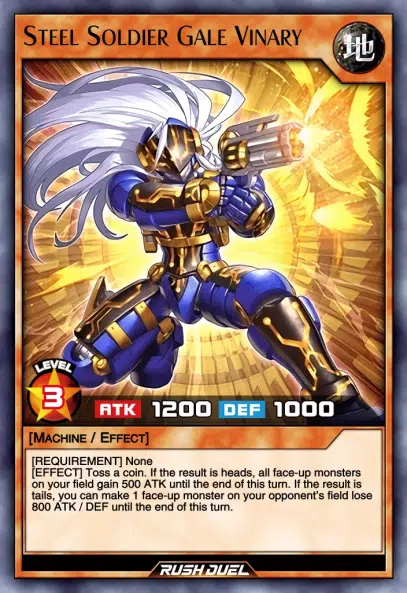 STEEL SOLDIER GALE VINARY
地
LEVEL
3
ATK 1200 DEF 1000
[MACHINE / EFFECT]
[REQUIREMENT] None
[EFFECT] Toss a coin. If the result is heads, all face-up monsters
on your field gain 500 ATK until the end of this turn. If the result is
tails, you can make 1 face-up monster on your opponent's field lose
800 ATK / DEF until the end of this turn.
RUSH DUEL